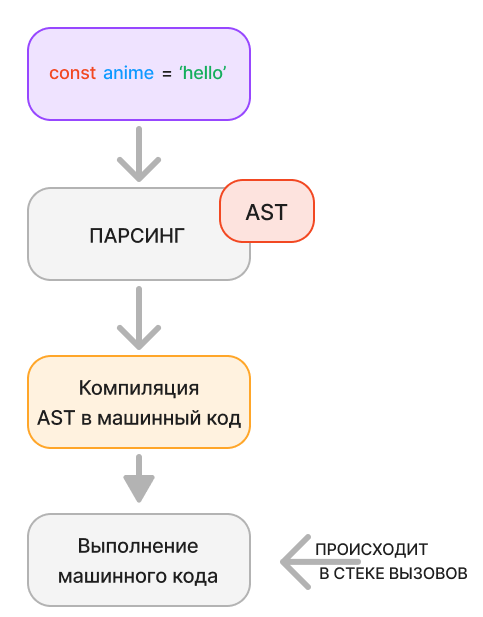 const anime = ‘hello’
AST
ПАРСИНГ
Компиляция
AST в машинный код
Выполнение
машинного кода
ПРОИСХОДИТ
В СТЕКЕ ВЫЗОВОВ